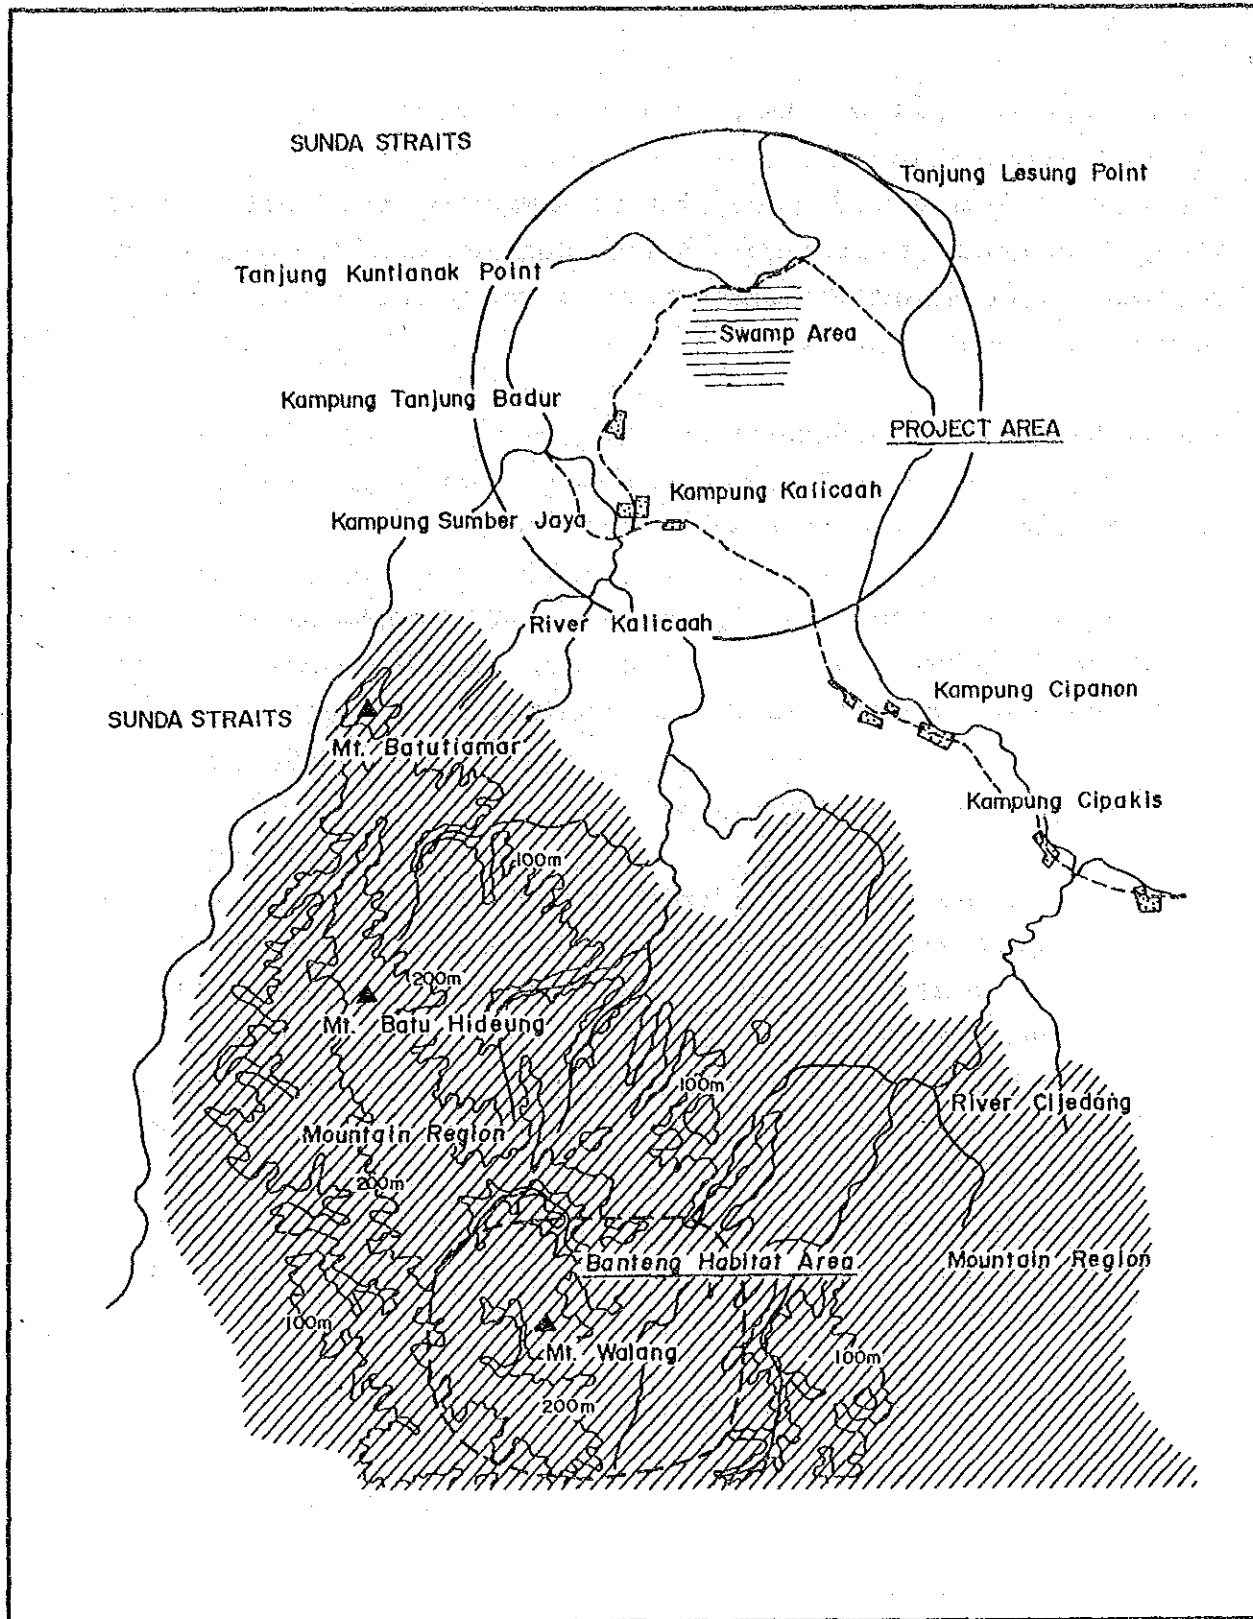 SUNDA STRAITS
Tanjung Lesung Point
Tanjung Kuntianak Point
Swamp Area
Kampung Tanjung Badur
PROJECT AREA
Kampung Kalicaah
Kampung Sumber Jaya
River Kalicaah
Kampung Cipanon
SUNDA STRAITS
Mt. Batutiamar
Kampung Cipakis
100m
200m
Mt. Batu Hideung
100m
River Cijedang
Mountain Region
200m
Banteng Habitat Area
Mountain Region
100m
Mt. Walang
100m
200m